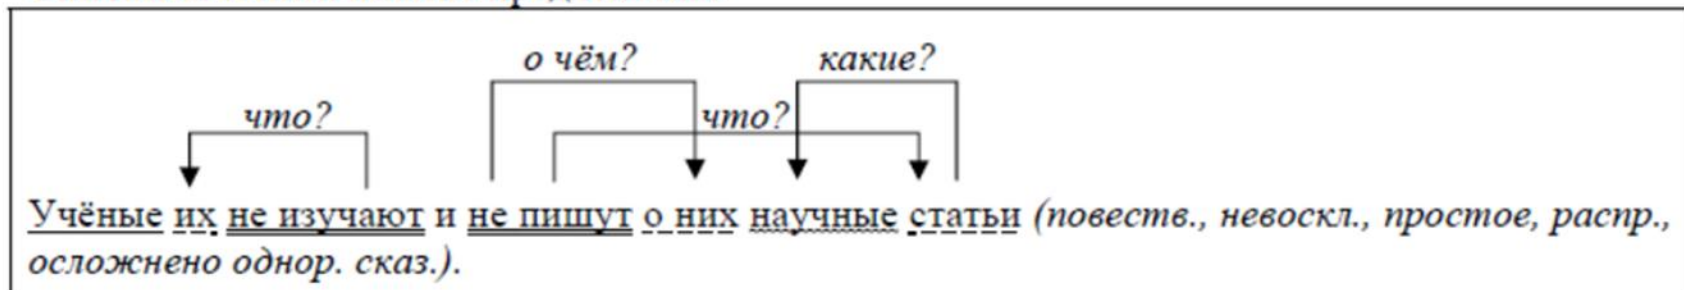 о чём? какие?
что? что?
Учёные их не изучают и не пишут о них научные статьи (повеств., невоскл., простое, распр.,
осложнено однор. сказ.).